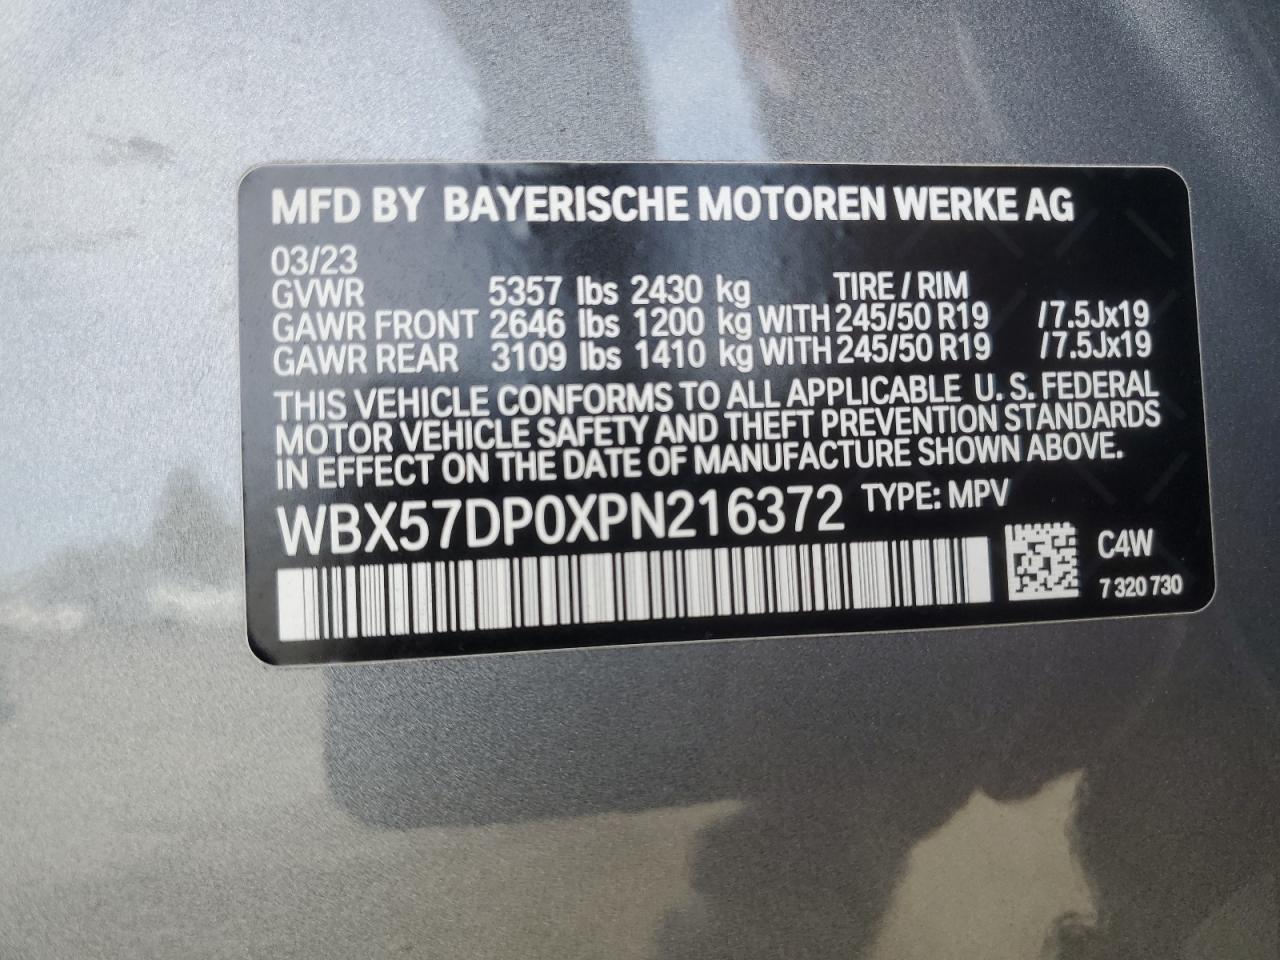 MFD BY BAYERISCHE MOTOREN WERKE AG
03/23
GVWR 5357 lbs 2430 kg TIRE / RIM
GAWR FRONT 2646 lbs 1200 kg WITH 245/50 R19 /7.5Jx19
GAWR REAR 3109 lbs 1410 kg WITH 245/50 R19 /7.5Jx19
THIS VEHICLE CONFORMS TO ALL APPLICABLE U. S. FEDERAL
MOTOR VEHICLE SAFETY AND THEFT PREVENTION STANDARDS
IN EFFECT ON THE DATE OF MANUFACTURE SHOWN ABOVE.
WBX57DP0XPN216372 TYPE: MPV
C4W
7 320 730